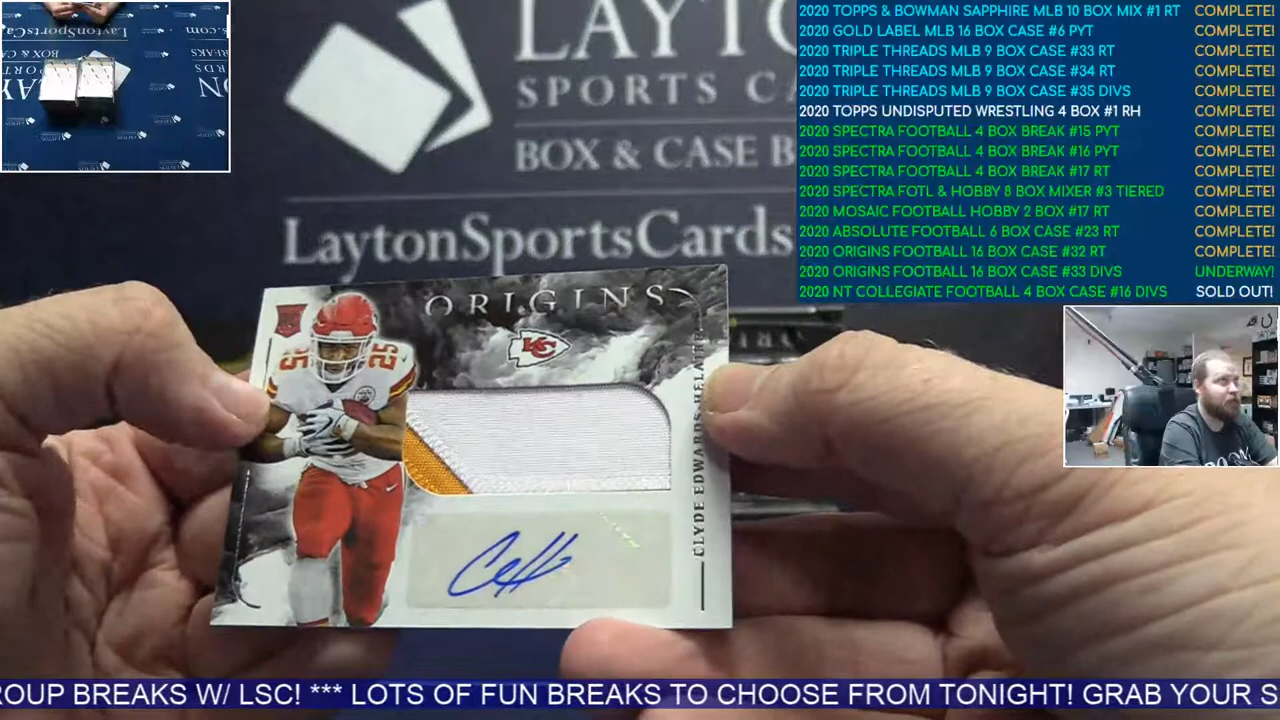 LAYTO
SPORTS CA
BOX & CASE B
LaytonSportsCards
2020 TOPPS & BOWMAN SAPPHIRE MLB 10 BOX MIX #1 RT COMPLETE!
2020 GOLD LABEL MLB 16 BOX CASE #6 PYT COMPLETE!
2020 TRIPLE THREADS MLB 9 BOX CASE #33 RT COMPLETE!
2020 TRIPLE THREADS MLB 9 BOX CASE #34 RT COMPLETE!
2020 TRIPLE THREADS MLB 9 BOX CASE #35 DIVS COMPLETE!
2020 TOPPS UNDISPUTED WRESTLING 4 BOX #1 RH COMPLETE!
2020 SPECTRA FOOTBALL 4 BOX BREAK #15 PYT COMPLETE!
2020 SPECTRA FOOTBALL 4 BOX BREAK #16 PYT COMPLETE!
2020 SPECTRA FOOTBALL 4 BOX BREAK #17 RT COMPLETE!
2020 SPECTRA FOTL & HOBBY 8 BOX MIXER #3 TIERED COMPLETE!
2020 MOSAIC FOOTBALL HOBBY 2 BOX #17 RT COMPLETE!
2020 ABSOLUTE FOOTBALL 6 BOX CASE #23 RT COMPLETE!
2020 ORIGINS FOOTBALL 16 BOX CASE #32 RT COMPLETE!
2020 ORIGINS FOOTBALL 16 BOX CASE #33 DIVS UNDERWAY!
2020 NT COLLEGIATE FOOTBALL 4 BOX CASE #16 DIVS SOLD OUT!
ORIGINS
KC
25
25
CLYDE EDWARDS-HELAIRE
ROUP BREAKS W/ LSC! *** LOTS OF FUN BREAKS TO CHOOSE FROM TONIGHT! GRAB YOUR S